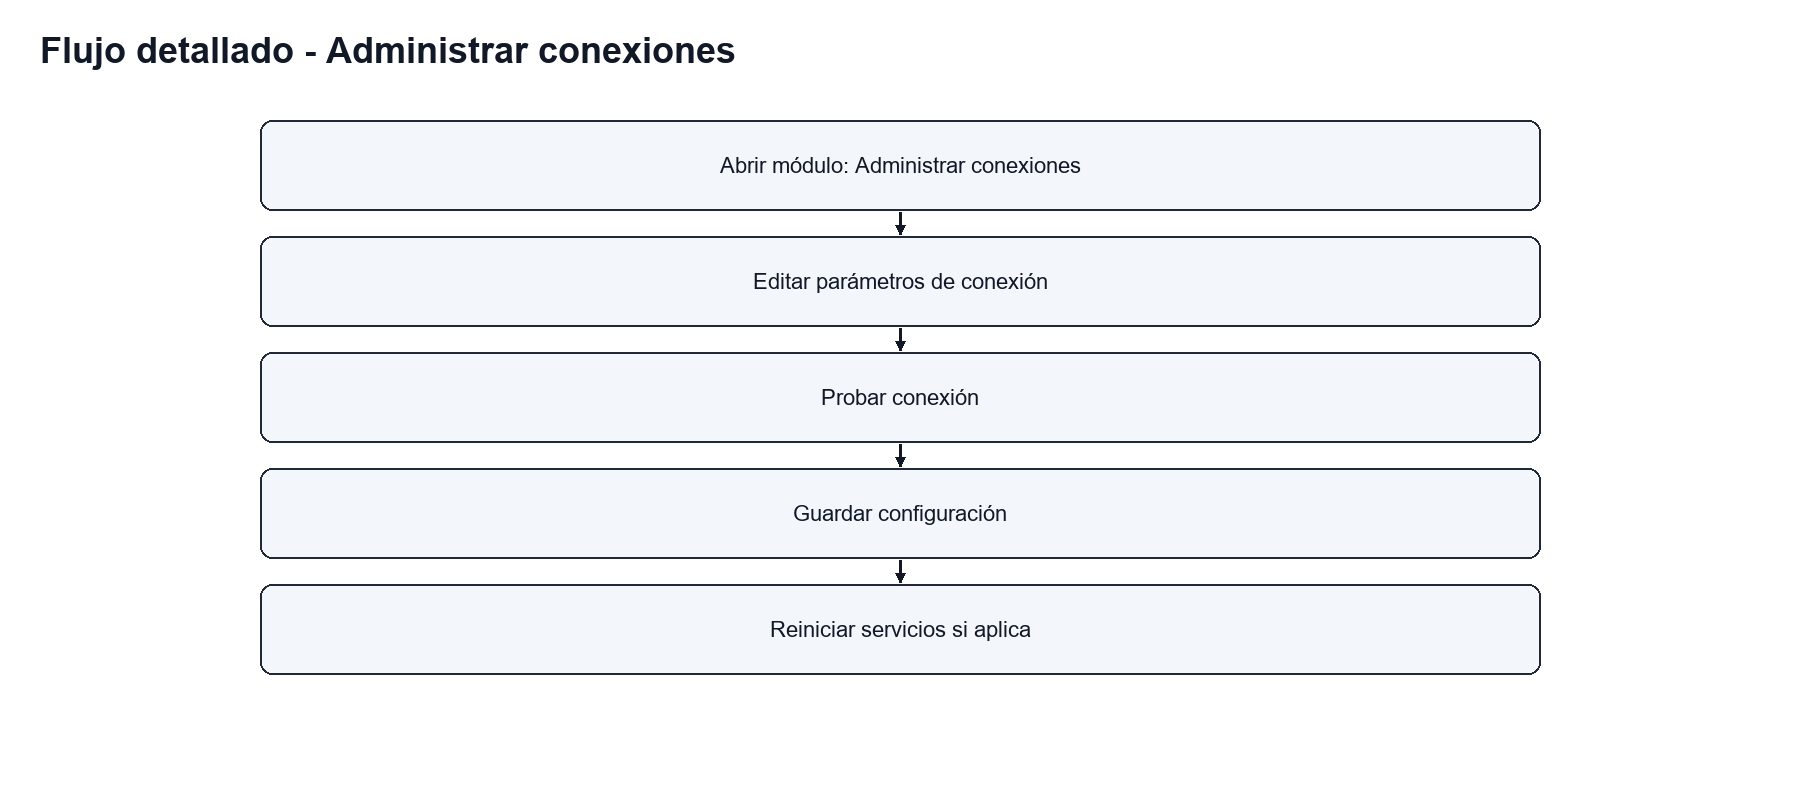 Flujo detallado - Administrar conexiones
Abrir módulo: Administrar conexiones
Editar parámetros de conexión
Probar conexión
Guardar configuración
Reiniciar servicios si aplica